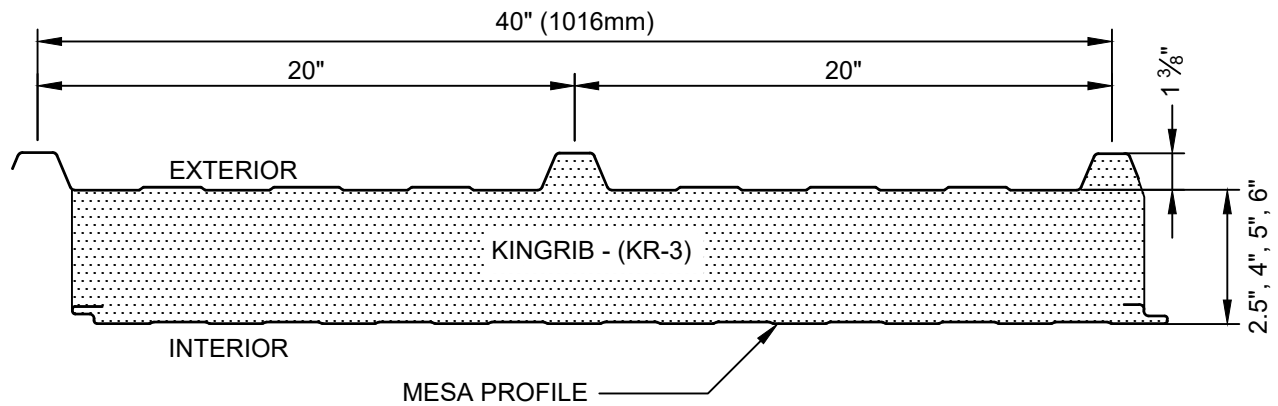 40" (1016mm)
20"
20"
1 3/8"
EXTERIOR
KINGRIB - (KR-3)
2.5", 4", 5", 6"
INTERIOR
MESA PROFILE